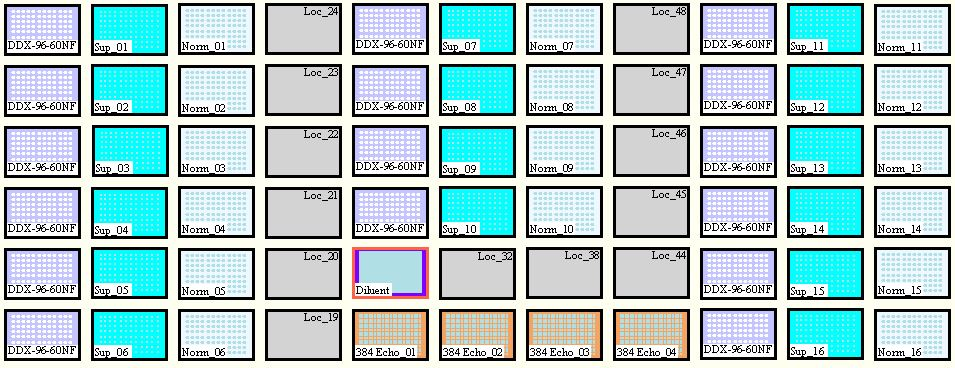 DDX-96-60NF Sup_01 Norm_01 Loc_24 DDX-96-60NF Sup_07 Norm_07 Loc_48 DDX-96-60NF Sup_11 Norm_11
DDX-96-60NF Sup_02 Norm_02 Loc_23 DDX-96-60NF Sup_08 Norm_08 Loc_47 DDX-96-60NF Sup_12 Norm_12
DDX-96-60NF Sup_03 Norm_03 Loc_22 DDX-96-60NF Sup_09 Norm_09 Loc_46 DDX-96-60NF Sup_13 Norm_13
DDX-96-60NF Sup_04 Norm_04 Loc_21 DDX-96-60NF Sup_10 Norm_10 Loc_45 DDX-96-60NF Sup_14 Norm_14
DDX-96-60NF Sup_05 Norm_05 Loc_20 Diluent Loc_32 Loc_38 Loc_44 DDX-96-60NF Sup_15 Norm_15
DDX-96-60NF Sup_06 Norm_06 Loc_19 384 Echo_01 384 Echo_02 384 Echo_03 384 Echo_04 DDX-96-60NF Sup_16 Norm_16